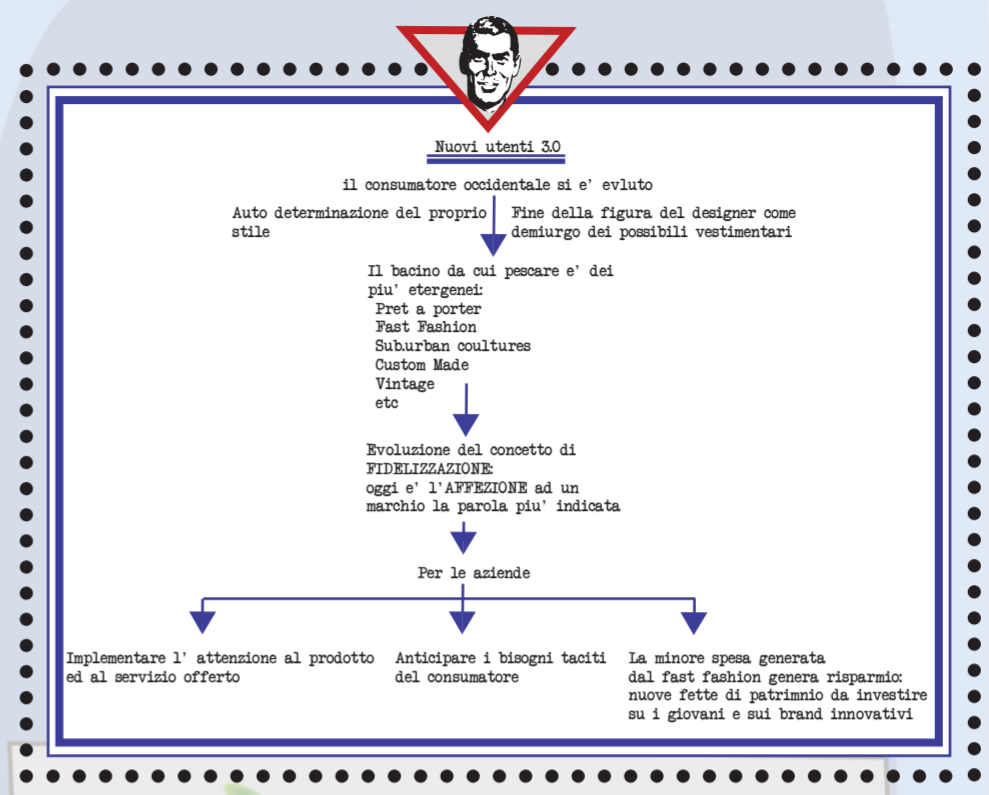 Nuovi utenti 3.0
il consumatore occidentale si e' evluto
Auto determinazione del proprio
stile
Fine della figura del designer come
demiurgo dei possibili vestimentari
Il bacino da cui pescare e' dei
piu' etergenei:
Pret a porter
Fast Fashion
Sub.urban coultures
Custom Made
Vintage
etc
Evoluzione del concetto di
FIDELIZZAZIONE:
oggi e' l'AFFEZIONE ad un
marchio la parola piu' indicata
Per le aziende
Implementare l' attenzione al prodotto
ed al servizio offerto
Anticipare i bisogni taciti
del consumatore
La minore spesa generata
dal fast fashion genera risparmio:
nuove fette di patrimnio da investire
su i giovani e sui brand innovativi